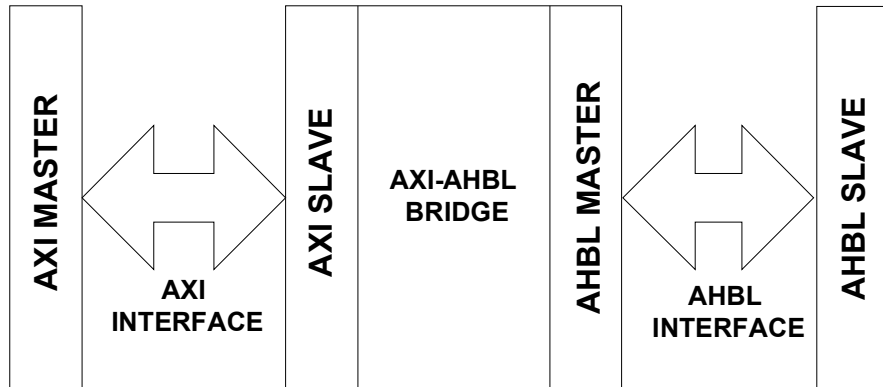 AXI MASTER
AXI
INTERFACE
AXI SLAVE
AXI-AHBL
BRIDGE
AHBL MASTER
AHBL
INTERFACE
AHBL SLAVE